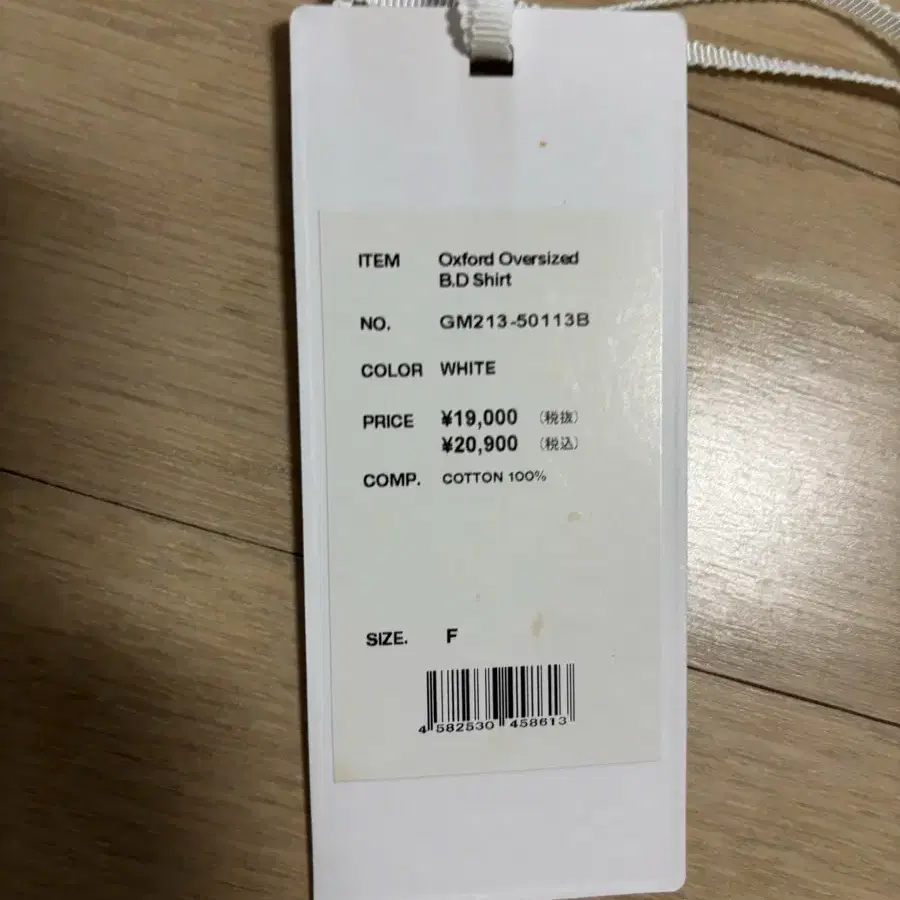 ITEM Oxford Oversized
B.D Shirt
NO. GM213-50113B
COLOR WHITE
PRICE ¥19,000 (税抜)
¥20,900 (税込)
COMP. COTTON 100%
SIZE. F
4 582530 458613